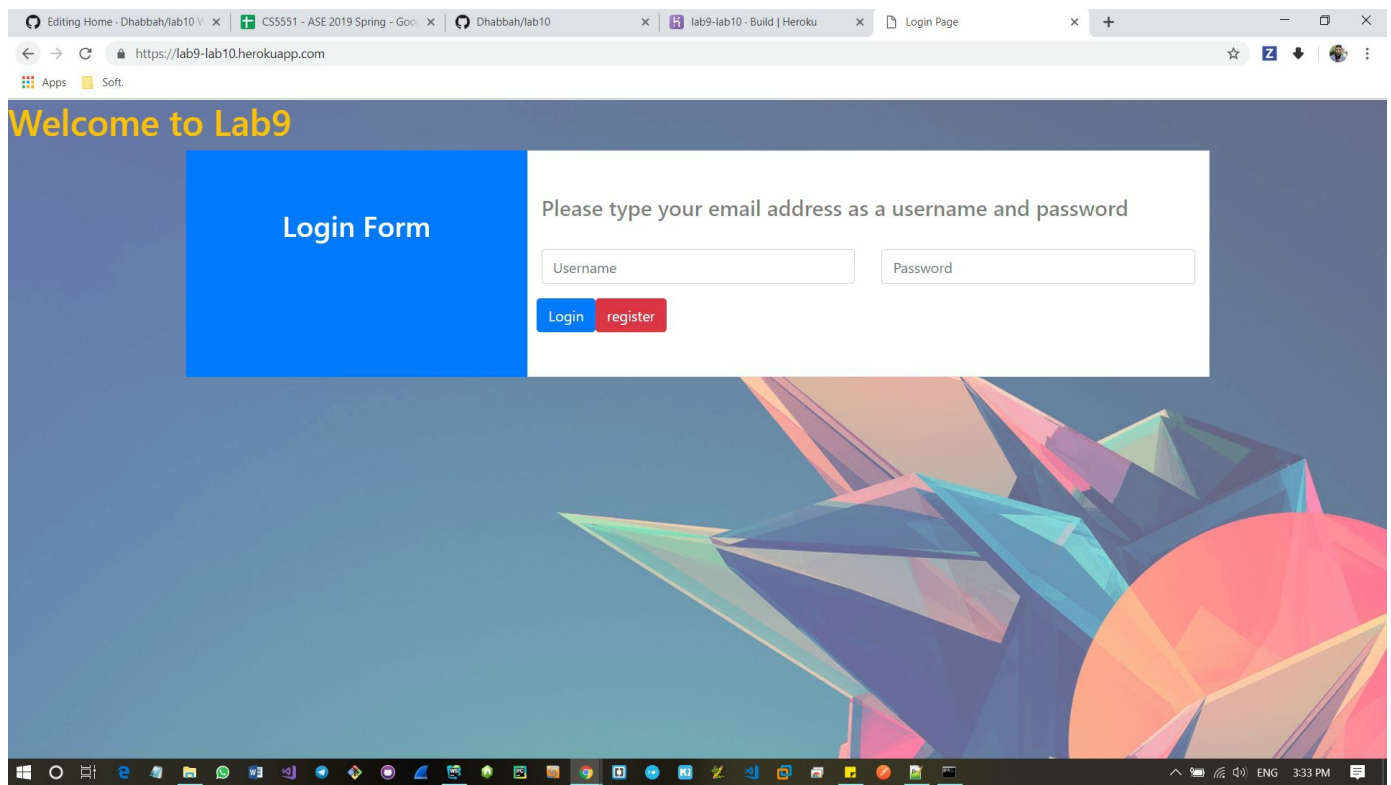 Editing Home · Dhabbah/lab10 W
CS5551 - ASE 2019 Spring - Goo
Dhabbah/lab10
lab9-lab10 · Build | Heroku
Login Page
https://lab9-lab10.herokuapp.com
Apps
Soft.
Welcome to Lab9
Login Form
Please type your email address as a username and password
Username
Password
Login
register
ENG
3:33 PM